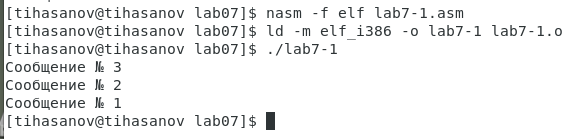 [tihasanov@tihasanov lab07]$ nasm -f elf lab7-1.asm
[tihasanov@tihasanov lab07]$ ld -m elf_i386 -o lab7-1 lab7-1.o
[tihasanov@tihasanov lab07]$ ./lab7-1
Сообщение № 3
Сообщение № 2
Сообщение № 1
[tihasanov@tihasanov lab07]$